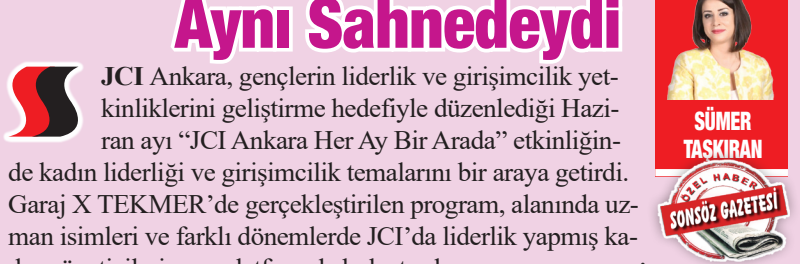 Aynı Sahnedeydi
JCI Ankara, gençlerin liderlik ve girişimcilik yet-
kinliklerini geliştirme hedefiyle düzenlediği Hazi-
ran ayı “JCI Ankara Her Ay Bir Arada” etkinliğin-
de kadın liderliği ve girişimcilik temalarını bir araya getirdi.
Garaj X TEKMER’de gerçekleştirilen program, alanında uz-
man isimleri ve farklı dönemlerde JCI’da liderlik yapmış ka-
SÜMER
TAŞKIRAN
ÖZEL HABER
SONSÖZ GAZETESİ